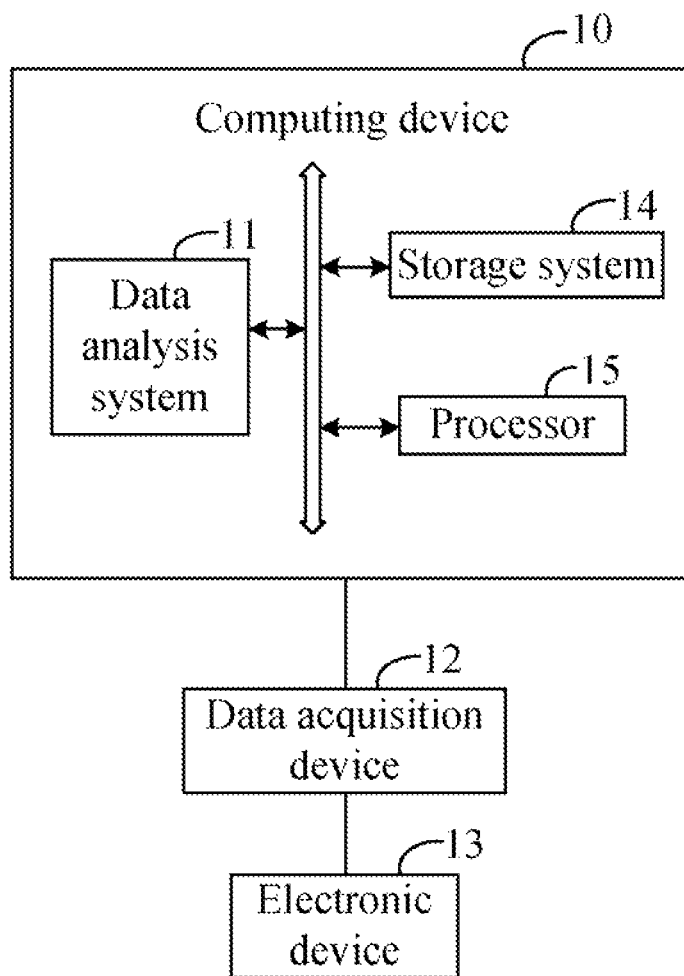 10
Computing device
11
Data
analysis
system
14
Storage system
15
Processor
12
Data acquisition
device
13
Electronic
device